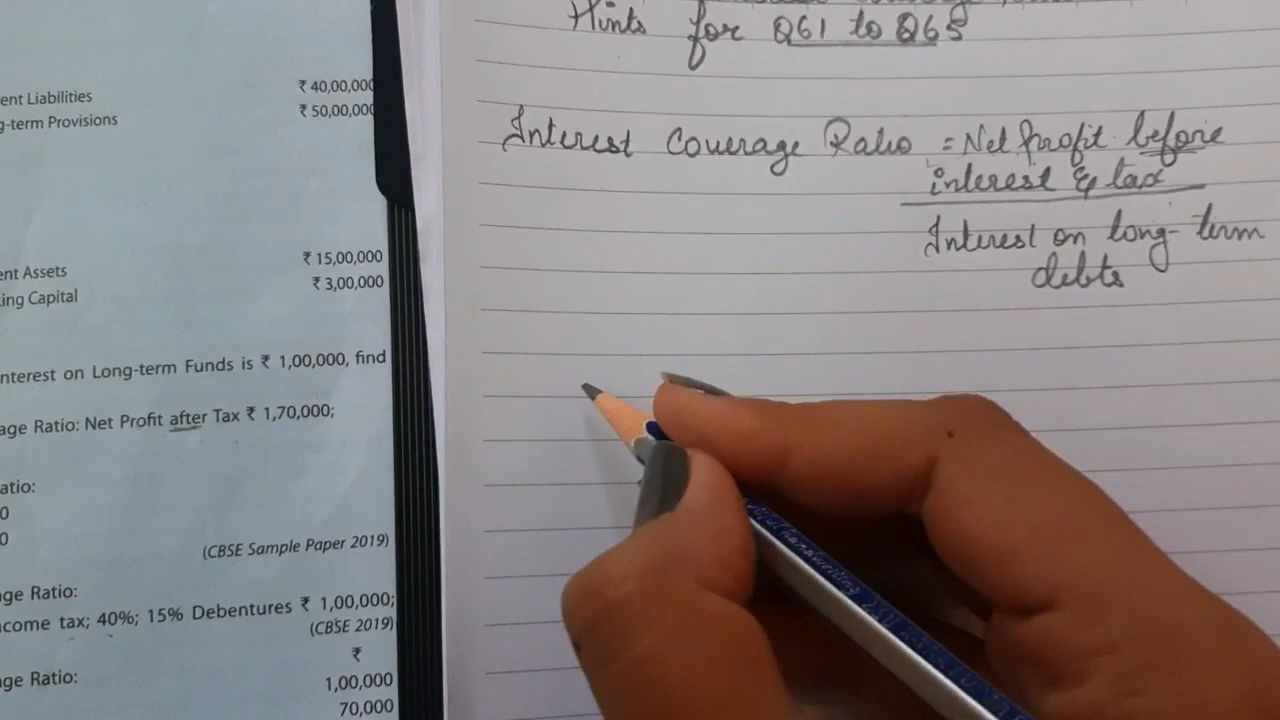 ent Liabilities ₹ 40,00,000
g-term Provisions ₹ 50,00,000
ent Assets ₹ 15,00,000
ing Capital ₹ 3,00,000
nterest on Long-term Funds is ₹ 1,00,000, find
age Ratio: Net Profit after Tax ₹ 1,70,000;
atio:
0
0
(CBSE Sample Paper 2019)
ge Ratio:
come tax; 40%; 15% Debentures ₹ 1,00,000;
(CBSE 2019)
₹
ge Ratio: 1,00,000
70,000
Hints for Q61 to Q65
Interest Coverage Ratio = Net Profit before
interest & tax
Interest on long-term
debts